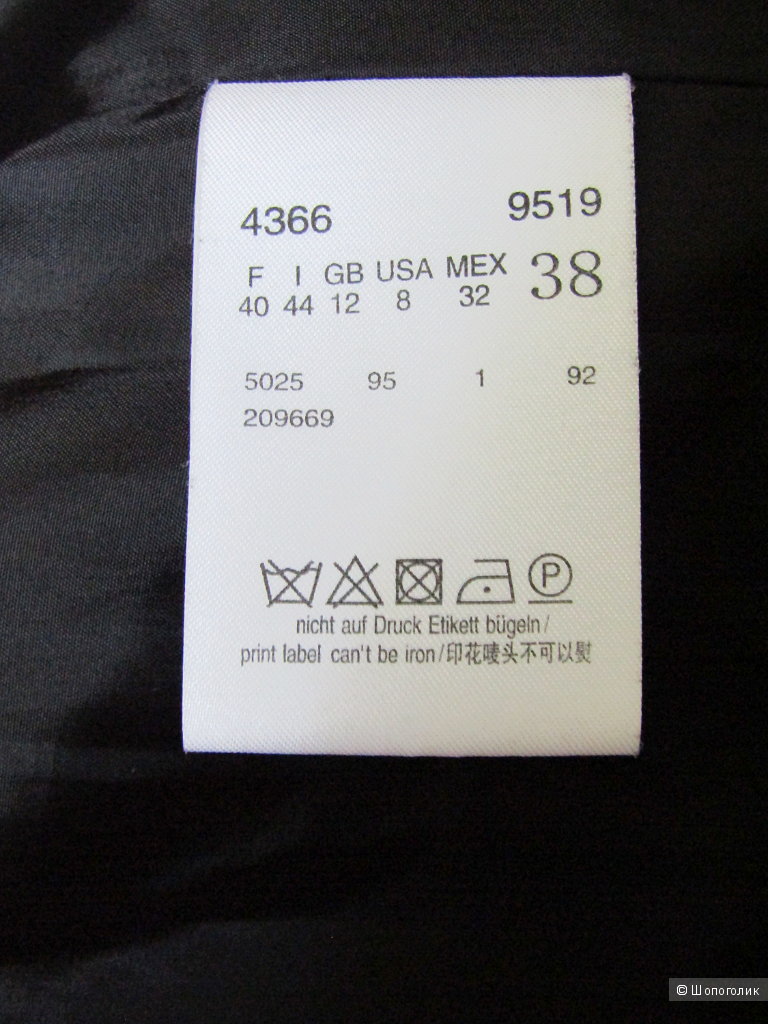 4366 9519
F I GB USA MEX 38
40 44 12 8 32
5025 95 1 92
209669
P
nicht auf Druck Etikett bügeln/
print label can't be iron/印花唛头不可以熨
© Шопоголик